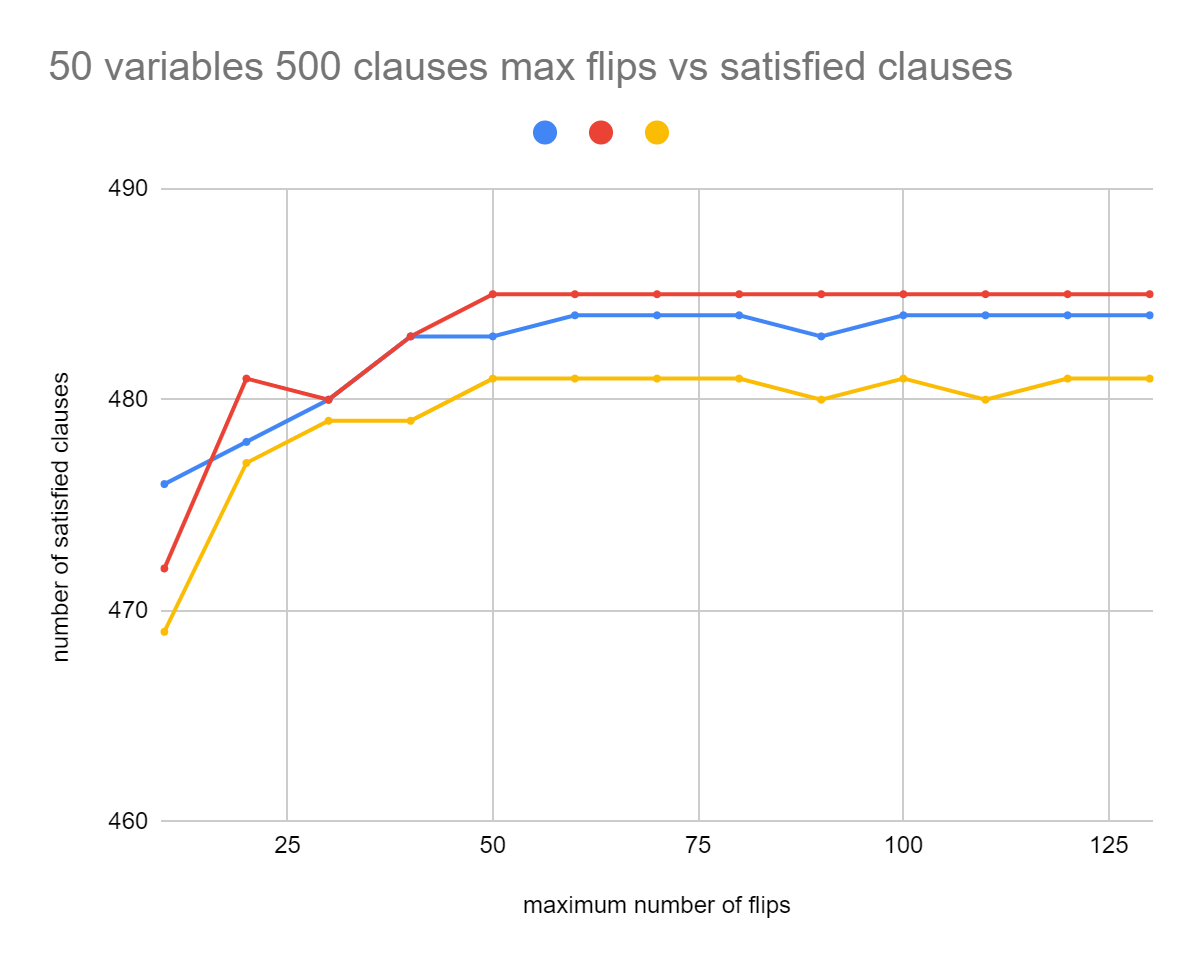 50 variables 500 clauses max flips vs satisfied clauses
490
480
470
460
number of satisfied clauses
25 50 75 100 125
maximum number of flips